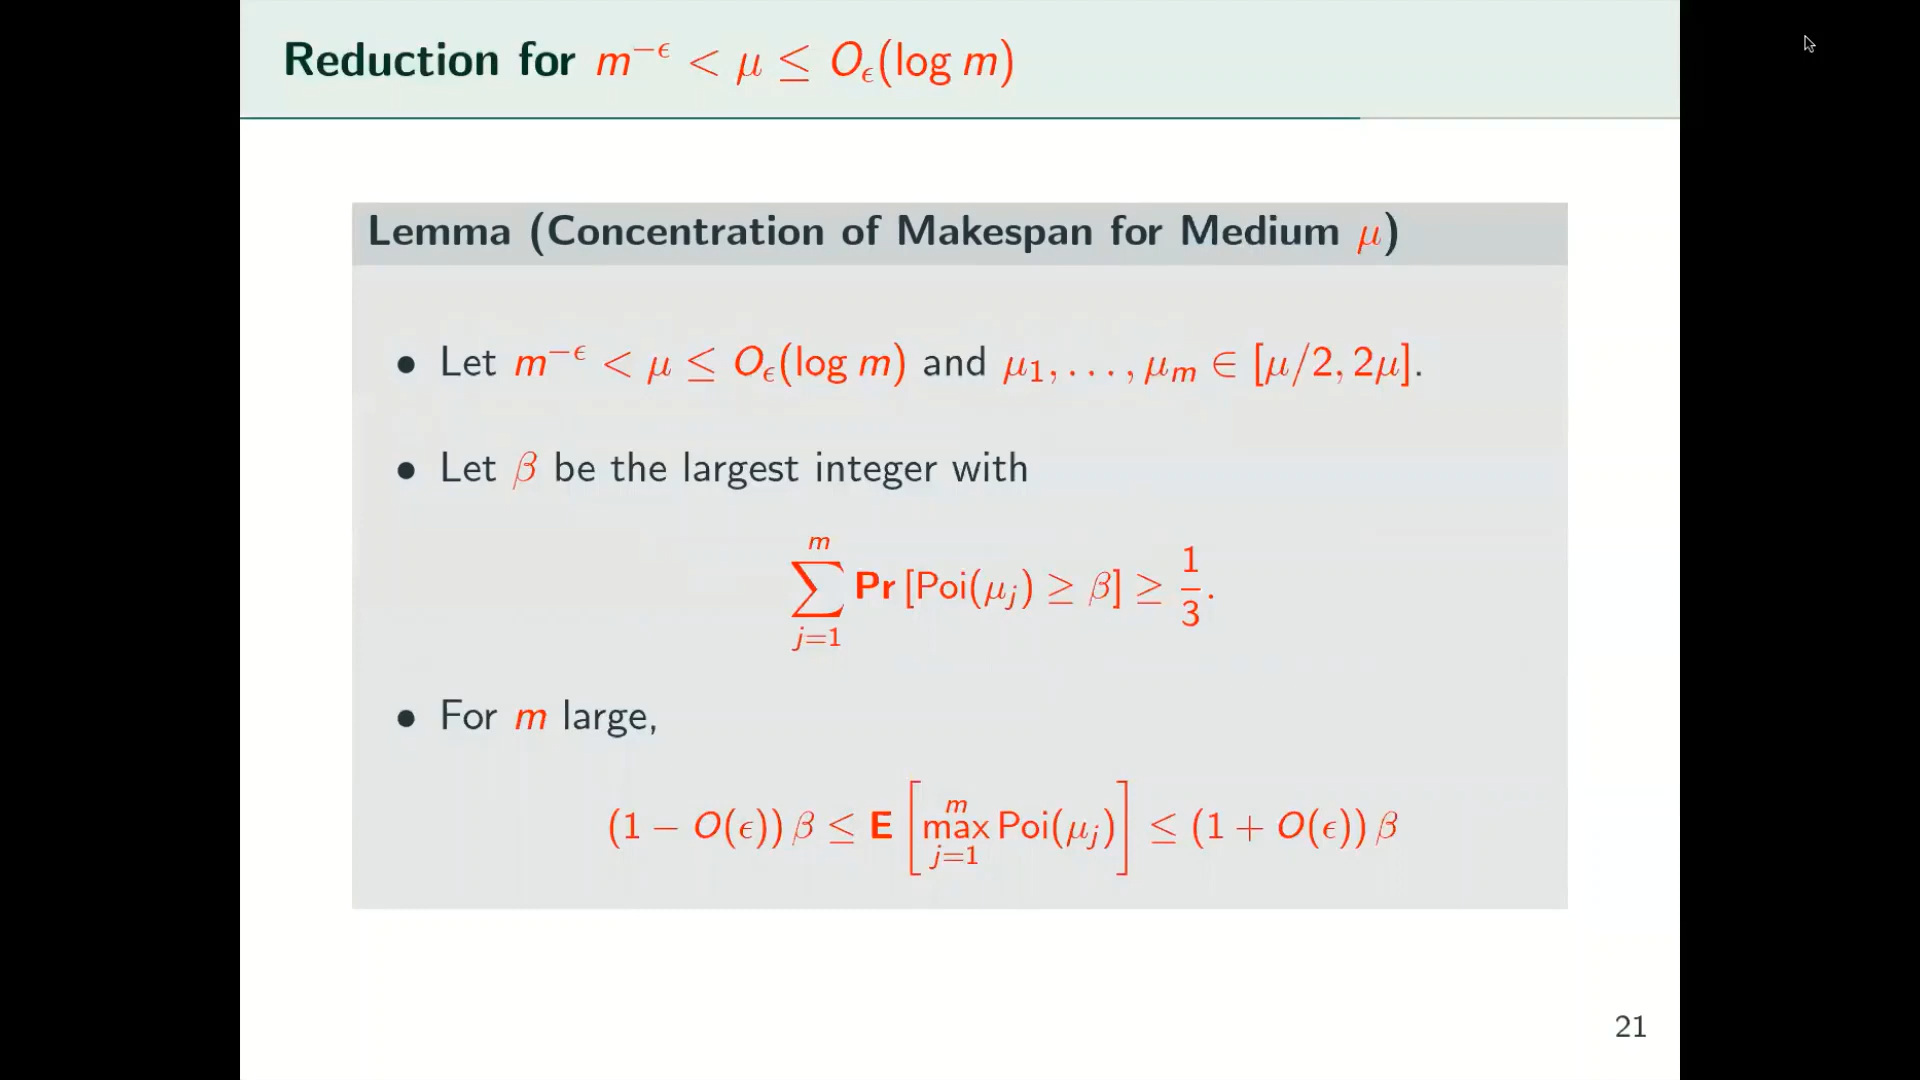 Reduction for m^{−ϵ} < μ ≤ O_ϵ(log m)
Lemma (Concentration of Makespan for Medium μ)
• Let m^{−ϵ} < μ ≤ O_ϵ(log m) and μ_1, . . . , μ_m ∈ [μ/2, 2μ].
• Let β be the largest integer with
∑_{j=1}^{m} Pr [Poi(μ_j) ≥ β] ≥ 1/3.
• For m large,
(1 − O(ϵ)) β ≤ E [max_{j=1}^{m} Poi(μ_j)] ≤ (1 + O(ϵ)) β
21